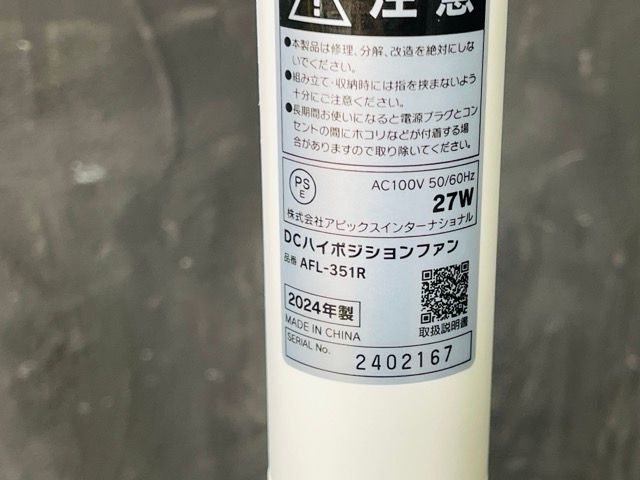 注意
●本製品は修理、分解、改造を絶対にしな
いでください。
●組み立て・収納時には指を挟まないよう
十分にご注意ください。
●長期間お使いになると電源プラグとコン
セントの間にホコリなどが付着する場
合がありますので取り除いてください。
PS
E
AC100V 50/60Hz
27W
株式会社アピックスインターナショナル
DCハイポジションファン
品番 AFL-351R
2024年製
MADE IN CHINA
取扱説明書
SERIAL No.
2402167